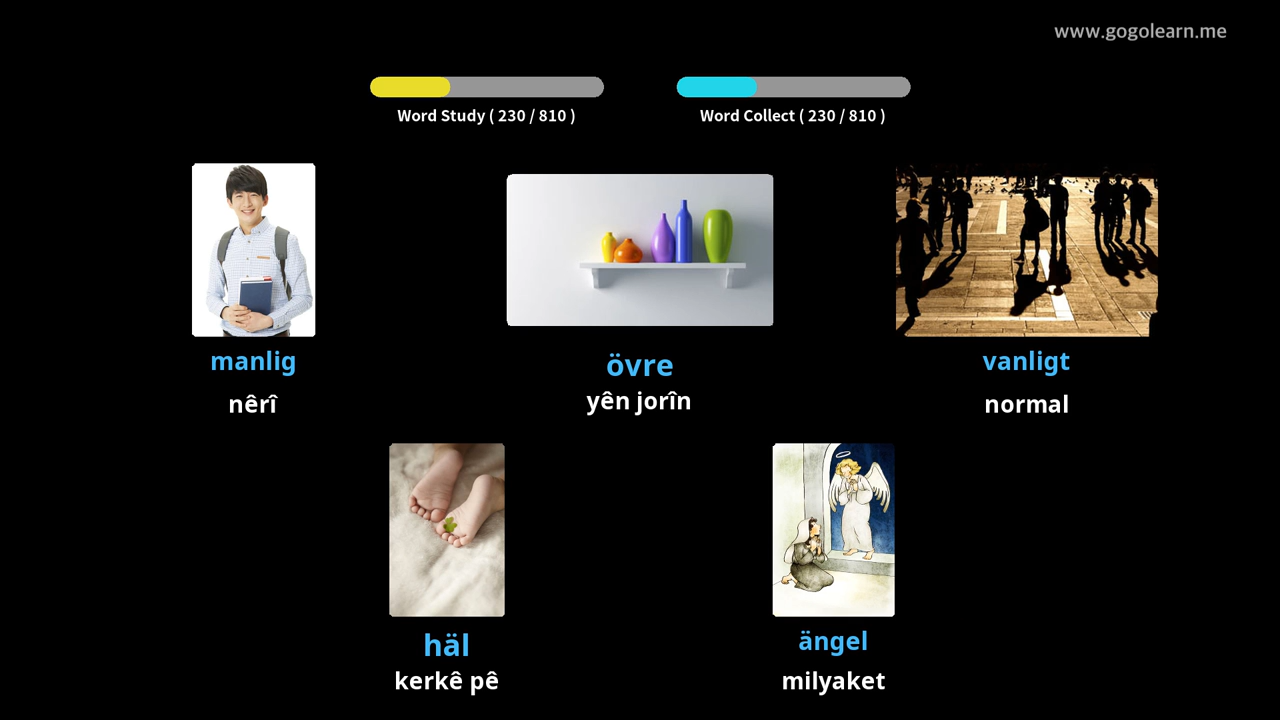 www.gogolearn.me
Word Study ( 230 / 810 )
Word Collect ( 230 / 810 )
manlig
nêrî
övre
yên jorîn
vanligt
normal
häl
kerkê pê
ängel
milyaket